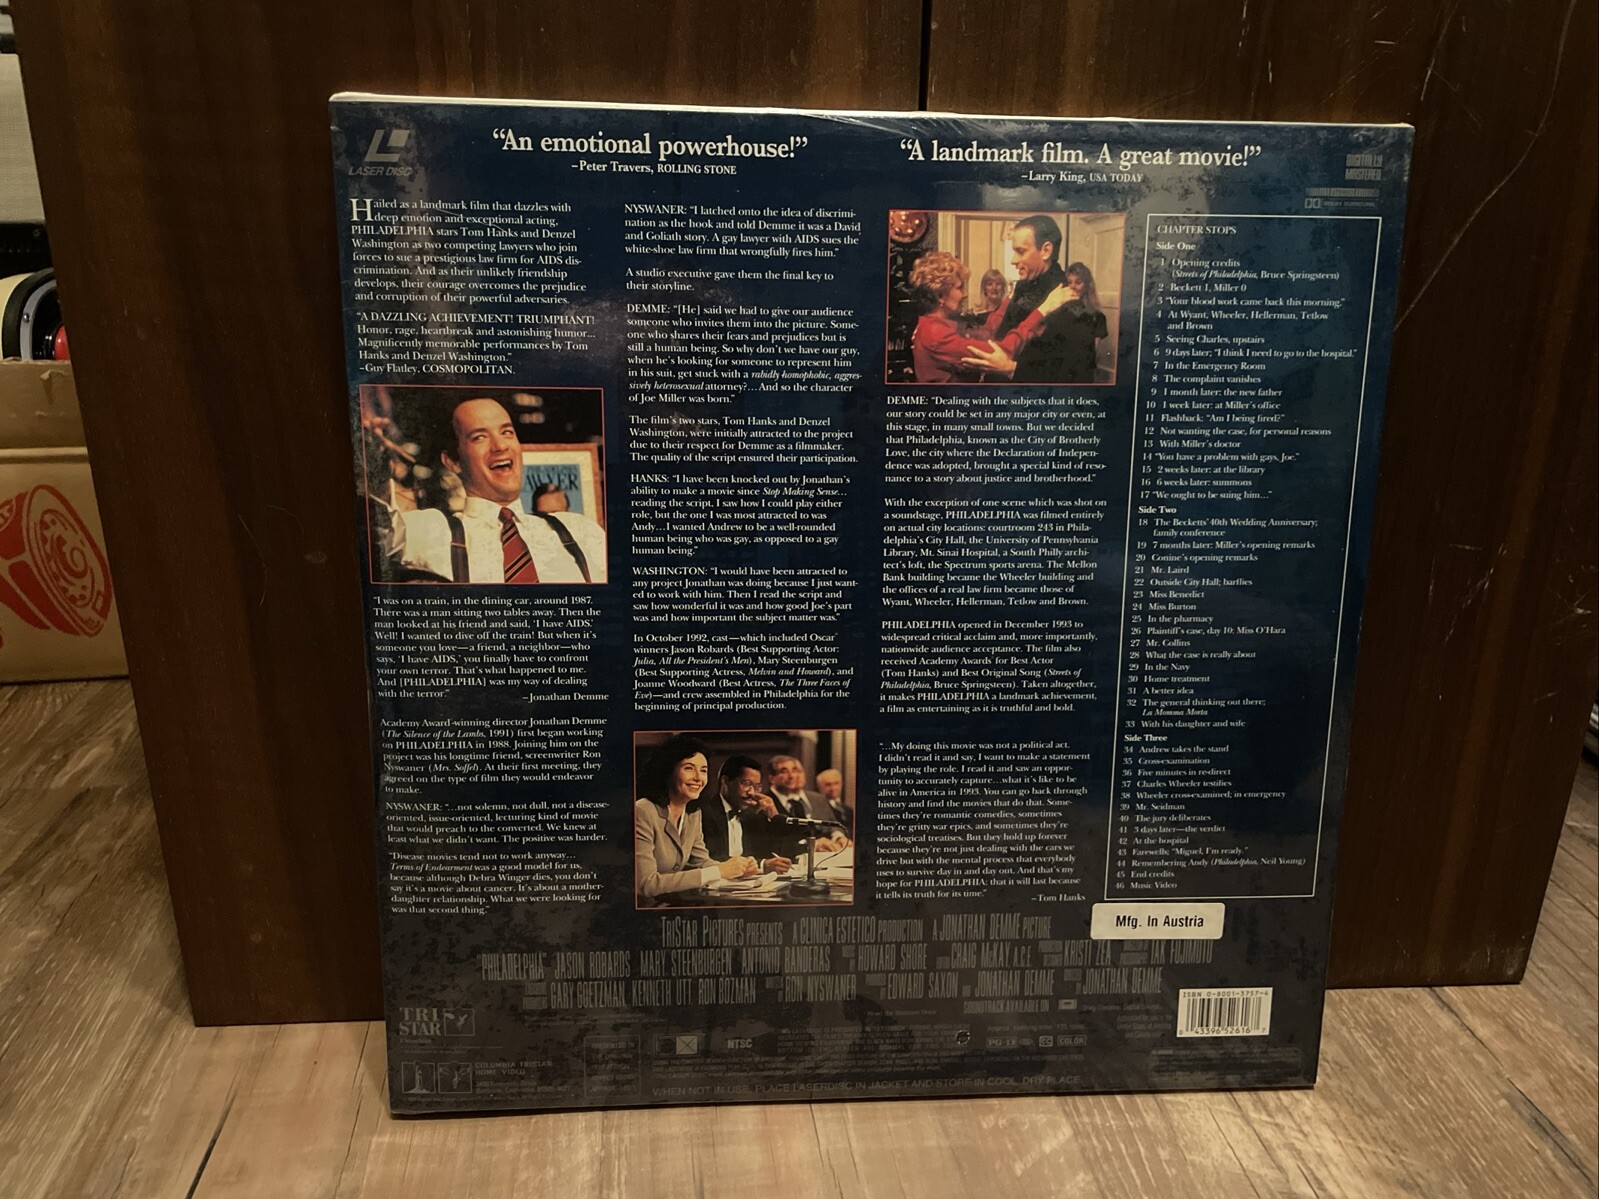 LASER DISC
"An emotional powerhouse!"
–Peter Travers, ROLLING STONE
"A landmark film. A great movie!"
–Larry King, USA TODAY
DIGITALLY
MASTERED
Hailed as a landmark film that dazzles with
deep emotion and exceptional acting,
PHILADELPHIA stars Tom Hanks and Denzel
Washington as two competing lawyers who join
forces to sue a prestigious law firm for AIDS dis-
crimination. And as their unlikely friendship
develops, their courage overcomes the prejudice
and corruption of their powerful adversaries.
"A DAZZLING ACHIEVEMENT! TRIUMPHANT!
Honor, rage, heartbreak and astonishing humor...
Magnificently memorable performances by Tom
Hanks and Denzel Washington."
–Guy Flatley, COSMOPOLITAN.
"I was on a train, in the dining car, around 1987.
There was a man sitting two tables away. Then the
man looked at his friend and said, 'I have AIDS.'
Well! I wanted to dive off the train! But when it's
someone you love—a friend, a neighbor—who
says, 'I have AIDS,' you finally have to confront
your own terror. That's what happened to me.
And [PHILADELPHIA] was my way of dealing
with the terror."
–Jonathan Demme
Academy Award-winning director Jonathan Demme
(The Silence of the Lambs, 1991) first began working
on PHILADELPHIA in 1988. Joining him on the
project was his longtime friend, screenwriter Ron
Nyswaner (Mrs. Soffel). At their first meeting, they
agreed on the type of film they would endeavor
to make.
NYSWANER: "...not solemn, not dull, not a disease-
oriented, issue-oriented, lecturing kind of movie
that would preach to the converted. We knew at
least what we didn't want. The positive was harder.
"Disease movies tend not to work anyway...
Terms of Endearment was a good model for us,
because although Debra Winger dies, you don't
say it's a movie about cancer. It's about a mother-
daughter relationship. What we were looking for
was that second thing."
NYSWANER: "I latched onto the idea of discrimi-
nation as the hook and told Demme it was a David
and Goliath story. A gay lawyer with AIDS sues the
white-shoe law firm that wrongfully fires him."
A studio executive gave them the final key to
their storyline.
DEMME: "[He] said we had to give our audience
someone who invites them into the picture. Some-
one who shares their fears and prejudices but is
still a human being. So why don't we have our guy,
when he's looking for someone to represent him
in his suit, get stuck with a rabidly homophobic, aggres-
sively heterosexual attorney?...And so the character
of Joe Miller was born."
The film's two stars, Tom Hanks and Denzel
Washington, were initially attracted to the project
due to their respect for Demme as a filmmaker.
The quality of the script ensured their participation.
HANKS: "I have been knocked out by Jonathan's
ability to make a movie since Stop Making Sense...
reading the script, I saw how I could play either
role, but the one I was most attracted to was
Andy...I wanted Andrew to be a well-rounded
human being who was gay, as opposed to a gay
human being."
WASHINGTON: "I would have been attracted to
any project Jonathan was doing because I just want-
ed to work with him. Then I read the script and
saw how wonderful it was and how good Joe's part
was and how important the subject matter was."
In October 1992, cast—which included Oscar®
winners Jason Robards (Best Supporting Actor:
Julia, All the President's Men), Mary Steenburgen
(Best Supporting Actress, Melvin and Howard), and
Joanne Woodward (Best Actress, The Three Faces of
Eve)—and crew assembled in Philadelphia for the
beginning of principal production.
DEMME: "Dealing with the subjects that it does,
our story could be set in any major city or even, at
this stage, in many small towns. But we decided
that Philadelphia, known as the City of Brotherly
Love, the city where the Declaration of Indepen-
dence was adopted, brought a special kind of reso-
nance to a story about justice and brotherhood."
With the exception of one scene which was shot on
a soundstage, PHILADELPHIA was filmed entirely
on actual city locations: courtroom 243 in Phila-
delphia's City Hall, the University of Pennsylvania
Library, Mt. Sinai Hospital, a South Philly archi-
tect's loft, the Spectrum sports arena. The Mellon
Bank building became the Wheeler building and
the offices of a real law firm became those of
Wyant, Wheeler, Hellerman, Tetlow and Brown.
PHILADELPHIA opened in December 1993 to
widespread critical acclaim and, more importantly,
nationwide audience acceptance. The film also
received Academy Awards® for Best Actor
(Tom Hanks) and Best Original Song (Streets of
Philadelphia, Bruce Springsteen). Taken altogether,
it makes PHILADELPHIA a landmark achievement,
a film as entertaining as it is truthful and bold.
"...My doing this movie was not a political act.
I didn't read it and say, I want to make a statement
by playing the role. I read it and saw an oppor-
tunity to accurately capture...what it's like to be
alive in America in 1993. You can go back through
history and find the movies that do that. Some-
times they're romantic comedies, sometimes
they're gritty war epics, and sometimes they're
sociological treatises. But they hold up forever
because they're not just dealing with the cars we
drive but with the mental process that everybody
uses to survive day in and day out. And that's my
hope for PHILADELPHIA: that it will last because
it tells its truth for its time."
–Tom Hanks
CHAPTER STOPS
Side One
1 Opening credits
(Streets of Philadelphia, Bruce Springsteen)
2 Beckett 1, Miller 0
3 "Your blood work came back this morning."
4 At Wyant, Wheeler, Hellerman, Tetlow
and Brown
5 Seeing Charles, upstairs
6 9 days later; "I think I need to go to the hospital."
7 In the Emergency Room
8 The complaint vanishes
9 1 month later: the new father
10 1 week later: at Miller's office
11 Flashback: "Am I being fired?"
12 Not wanting the case, for personal reasons
13 With Miller's doctor
14 "You have a problem with gays, Joe."
15 2 weeks later: at the library
16 6 weeks later: summons
17 "We ought to be suing him..."
Side Two
18 The Becketts' 40th Wedding Anniversary;
family conference
19 7 months later: Miller's opening remarks
20 Conine's opening remarks
21 Mr. Laird
22 Outside City Hall; barflies
23 Miss Benedict
24 Miss Burton
25 In the pharmacy
26 Plaintiff's case, day 10: Miss O'Hara
27 Mr. Collins
28 What the case is really about
29 In the Navy
30 Home treatment
31 A better idea
32 The general thinking out there;
La Momma Morta
33 With his daughter and wife
Side Three
34 Andrew takes the stand
35 Cross-examination
36 Five minutes in re-direct
37 Charles Wheeler testifies
38 Wheeler cross-examined; in emergency
39 Mr. Seidman
40 The jury deliberates
41 3 days later—the verdict
42 At the hospital
43 Farewells; "Miguel, I'm ready."
44 Remembering Andy (Philadelphia, Neil Young)
45 End credits
46 Music Video
Mfg. In Austria
TRISTAR PICTURES PRESENTS A CLINICA ESTETICO PRODUCTION A JONATHAN DEMME PICTURE
"PHILADELPHIA" JASON ROBARDS MARY STEENBURGEN ANTONIO BANDERAS HOWARD SHORE CRAIG McKAY A.C.E. KRISTI ZEA TAK FUJIMOTO
GARY GOETZMAN, KENNETH UTT, RON BOZMAN RON NYSWANER EDWARD SAXON JONATHAN DEMME JONATHAN DEMME
SOUNDTRACK AVAILABLE ON
TRI
STAR
COLUMBIA TRISTAR
HOME VIDEO
NTSC
PG-13
CC
COLOR
ISBN 0-8001-3757-4
0 43396 52616 7
WHEN NOT IN USE, PLACE LASERDISC IN JACKET AND STORE IN COOL, DRY PLACE.